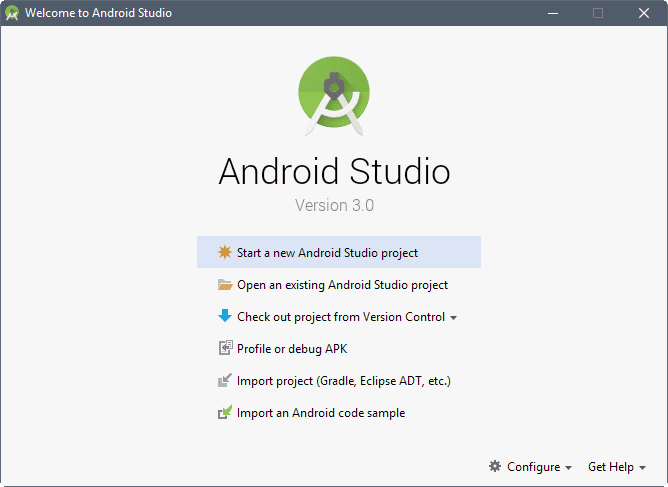 Welcome to Android Studio
Android Studio
Version 3.0
Start a new Android Studio project
Open an existing Android Studio project
Check out project from Version Control
Profile or debug APK
Import project (Gradle, Eclipse ADT, etc.)
Import an Android code sample
Configure Get Help